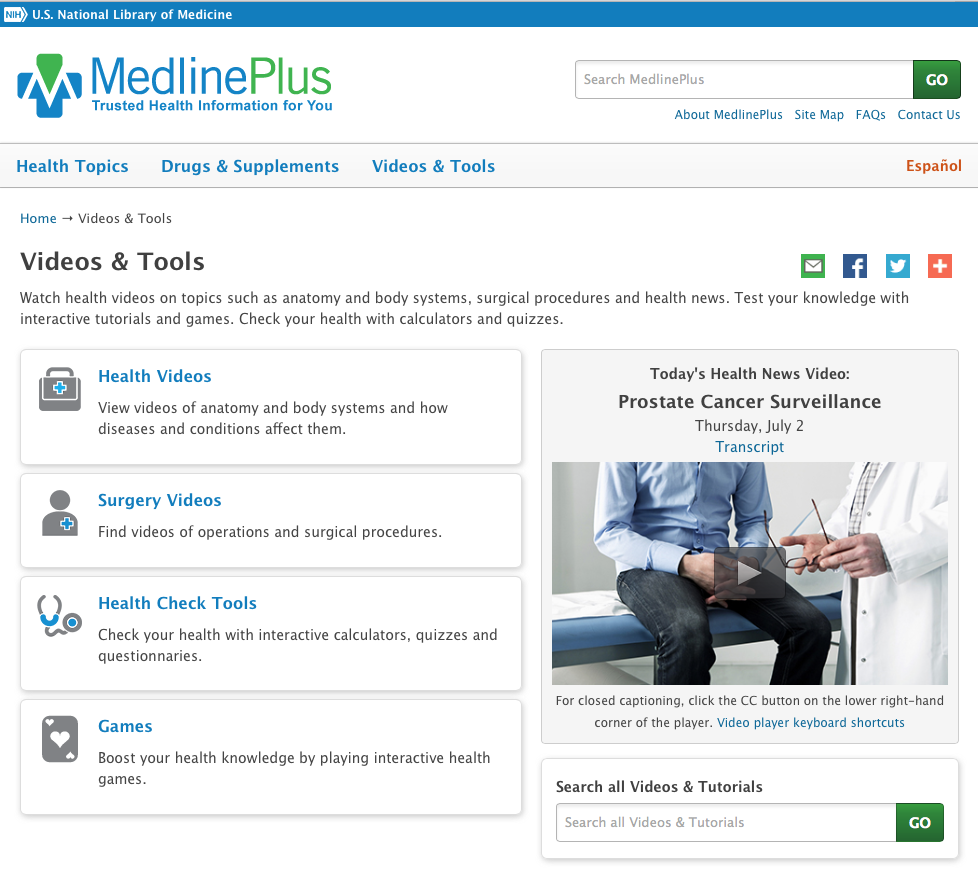 NIH U.S. National Library of Medicine
MedlinePlus
Trusted Health Information for You
Search MedlinePlus GO
About MedlinePlus Site Map FAQs Contact Us
Health Topics Drugs & Supplements Videos & Tools Español
Home → Videos & Tools
Videos & Tools
Watch health videos on topics such as anatomy and body systems, surgical procedures and health news. Test your knowledge with
interactive tutorials and games. Check your health with calculators and quizzes.
Health Videos
View videos of anatomy and body systems and how
diseases and conditions affect them.
Surgery Videos
Find videos of operations and surgical procedures.
Health Check Tools
Check your health with interactive calculators, quizzes and
questionnaries.
Games
Boost your health knowledge by playing interactive health
games.
Today's Health News Video:
Prostate Cancer Surveillance
Thursday, July 2
Transcript
For closed captioning, click the CC button on the lower right-hand
corner of the player. Video player keyboard shortcuts
Search all Videos & Tutorials
Search all Videos & Tutorials GO